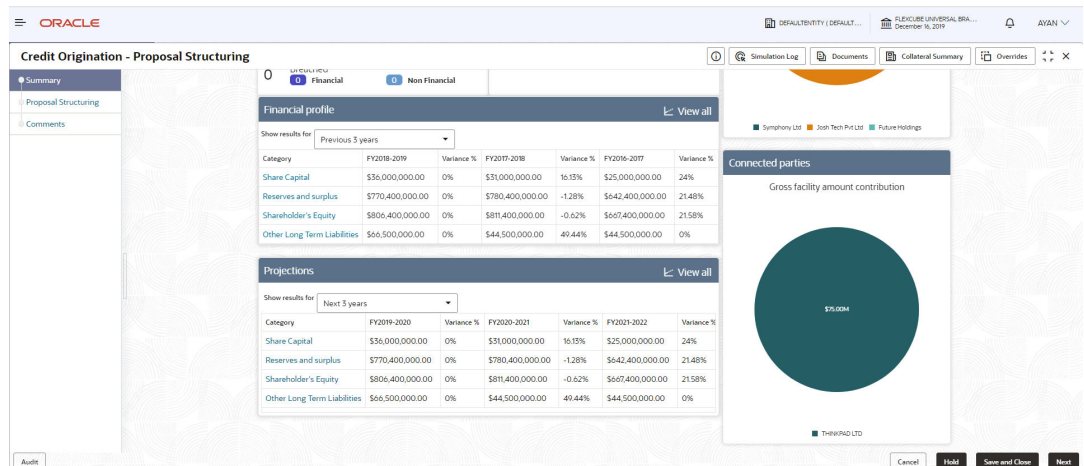 ORACLE
DEFAULTENTITY ( DEFAULT...
FLEXCUBE UNIVERSAL BRA...
December 16, 2019
AYAN
Credit Origination - Proposal Structuring
Simulation Log
Documents
Collateral Summary
Overrides
Summary
Proposal Structuring
Comments
0
Breached
0 Financial
0 Non Financial
Financial profile
View all
Show results for
Previous 3 years
Category FY2018-2019 Variance % FY2017-2018 Variance % FY2016-2017 Variance %
Share Capital $36,000,000.00 0% $31,000,000.00 16.13% $25,000,000.00 24%
Reserves and surplus $770,400,000.00 0% $780,400,000.00 -1.28% $642,400,000.00 21.48%
Shareholder's Equity $806,400,000.00 0% $811,400,000.00 -0.62% $667,400,000.00 21.58%
Other Long Term Liabilities $66,500,000.00 0% $44,500,000.00 49.44% $44,500,000.00 0%
Projections
View all
Show results for
Next 3 years
Category FY2019-2020 Variance % FY2020-2021 Variance % FY2021-2022 Variance %
Share Capital $36,000,000.00 0% $31,000,000.00 16.13% $25,000,000.00 24%
Reserves and surplus $770,400,000.00 0% $780,400,000.00 -1.28% $642,400,000.00 21.48%
Shareholder's Equity $806,400,000.00 0% $811,400,000.00 -0.62% $667,400,000.00 21.58%
Other Long Term Liabilities $66,500,000.00 0% $44,500,000.00 49.44% $44,500,000.00 0%
Symphony Ltd Josh Tech Pvt Ltd Future Holdings
Connected parties
Gross facility amount contribution
$75.00M
THINKPAD LTD
Audit
Cancel
Hold
Save and Close
Next